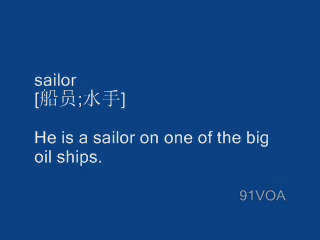 sailor
[船员;水手]
He is a sailor on one of the big
oil ships.
91VOA